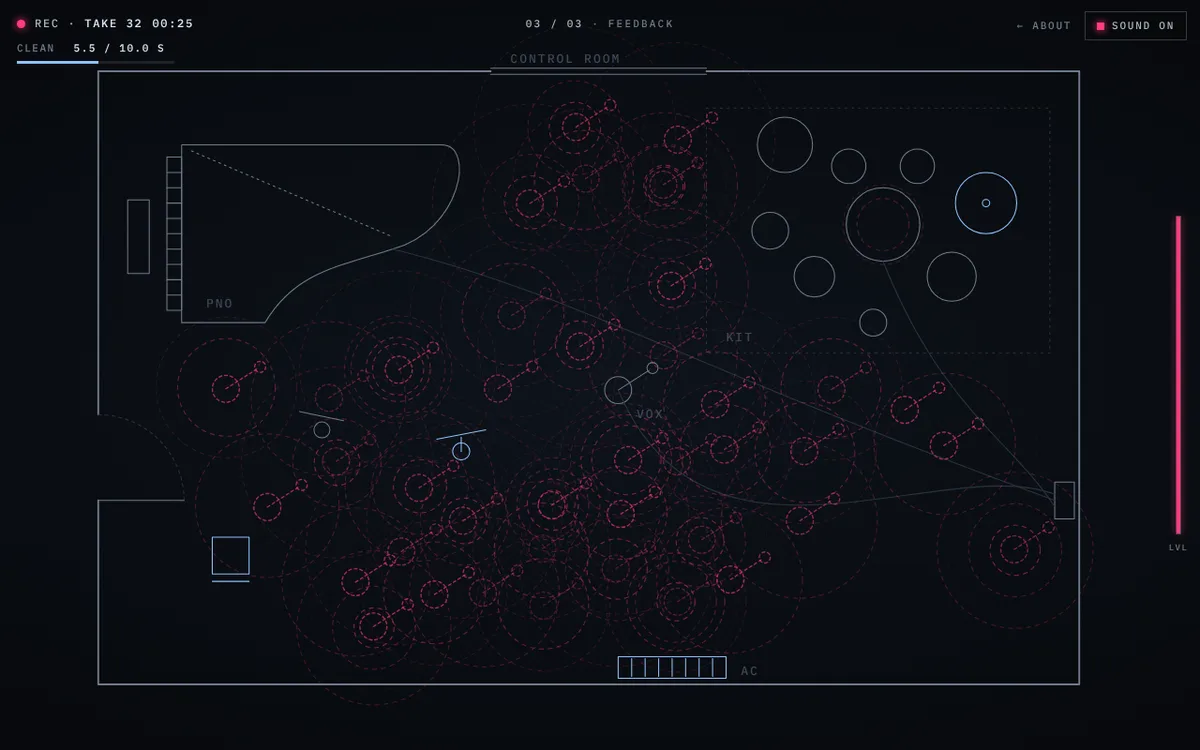 REC · TAKE 32 00:25
03 / 03 · FEEDBACK
← ABOUT
SOUND ON
CLEAN 5.5 / 10.0 S
CONTROL ROOM
PNO
KIT
VOX
LVL
AC